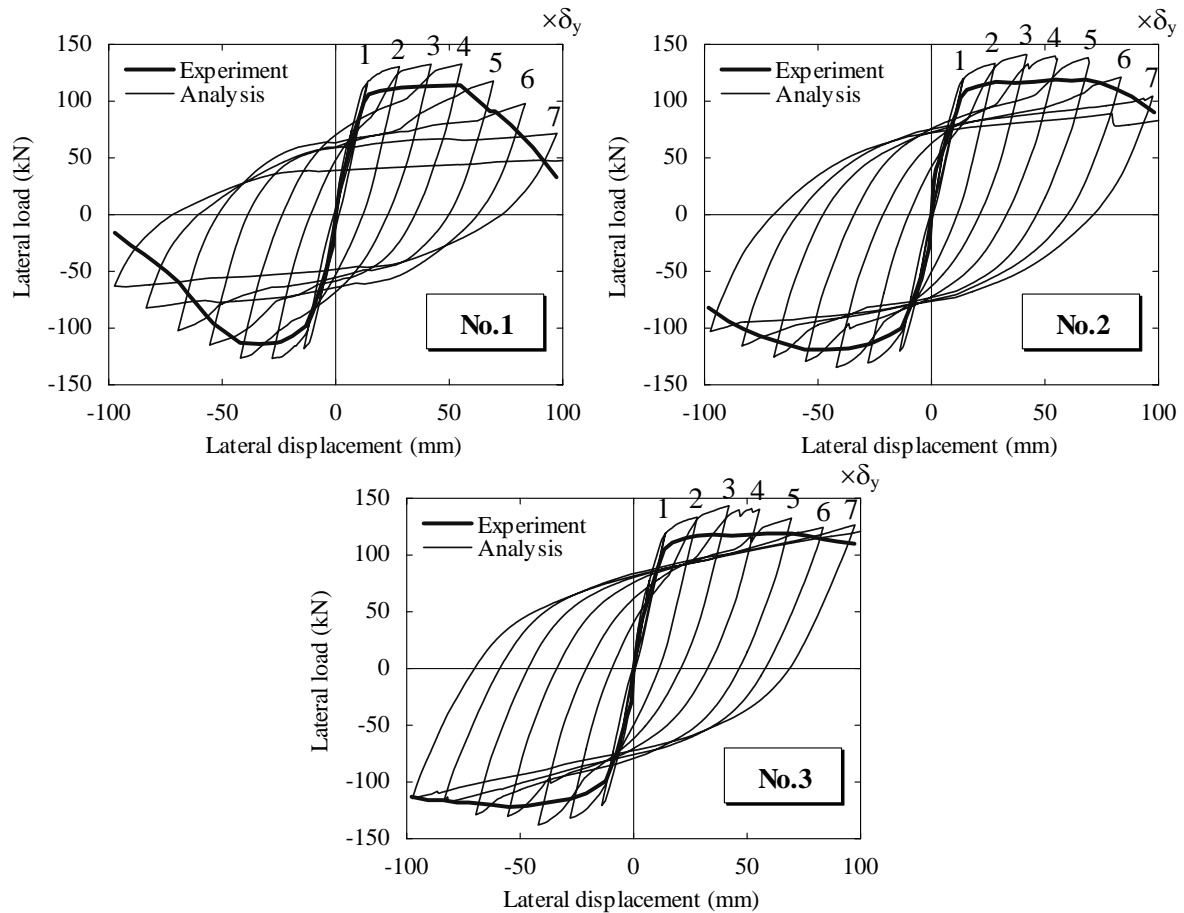 ×δy
150
100
50
0
-50
-100
-150
Lateral load (kN)
Experiment
Analysis
1 2 3 4 5 6 7
No.1
-100 -50 0 50 100
Lateral displacement (mm)
×δy
150
100
50
0
-50
-100
-150
Lateral load (kN)
Experiment
Analysis
1 2 3 4 5 6 7
No.2
-100 -50 0 50 100
Lateral displacement (mm)
×δy
150
100
50
0
-50
-100
-150
Lateral load (kN)
Experiment
Analysis
1 2 3 4 5 6 7
No.3
-100 -50 0 50 100
Lateral displacement (mm)